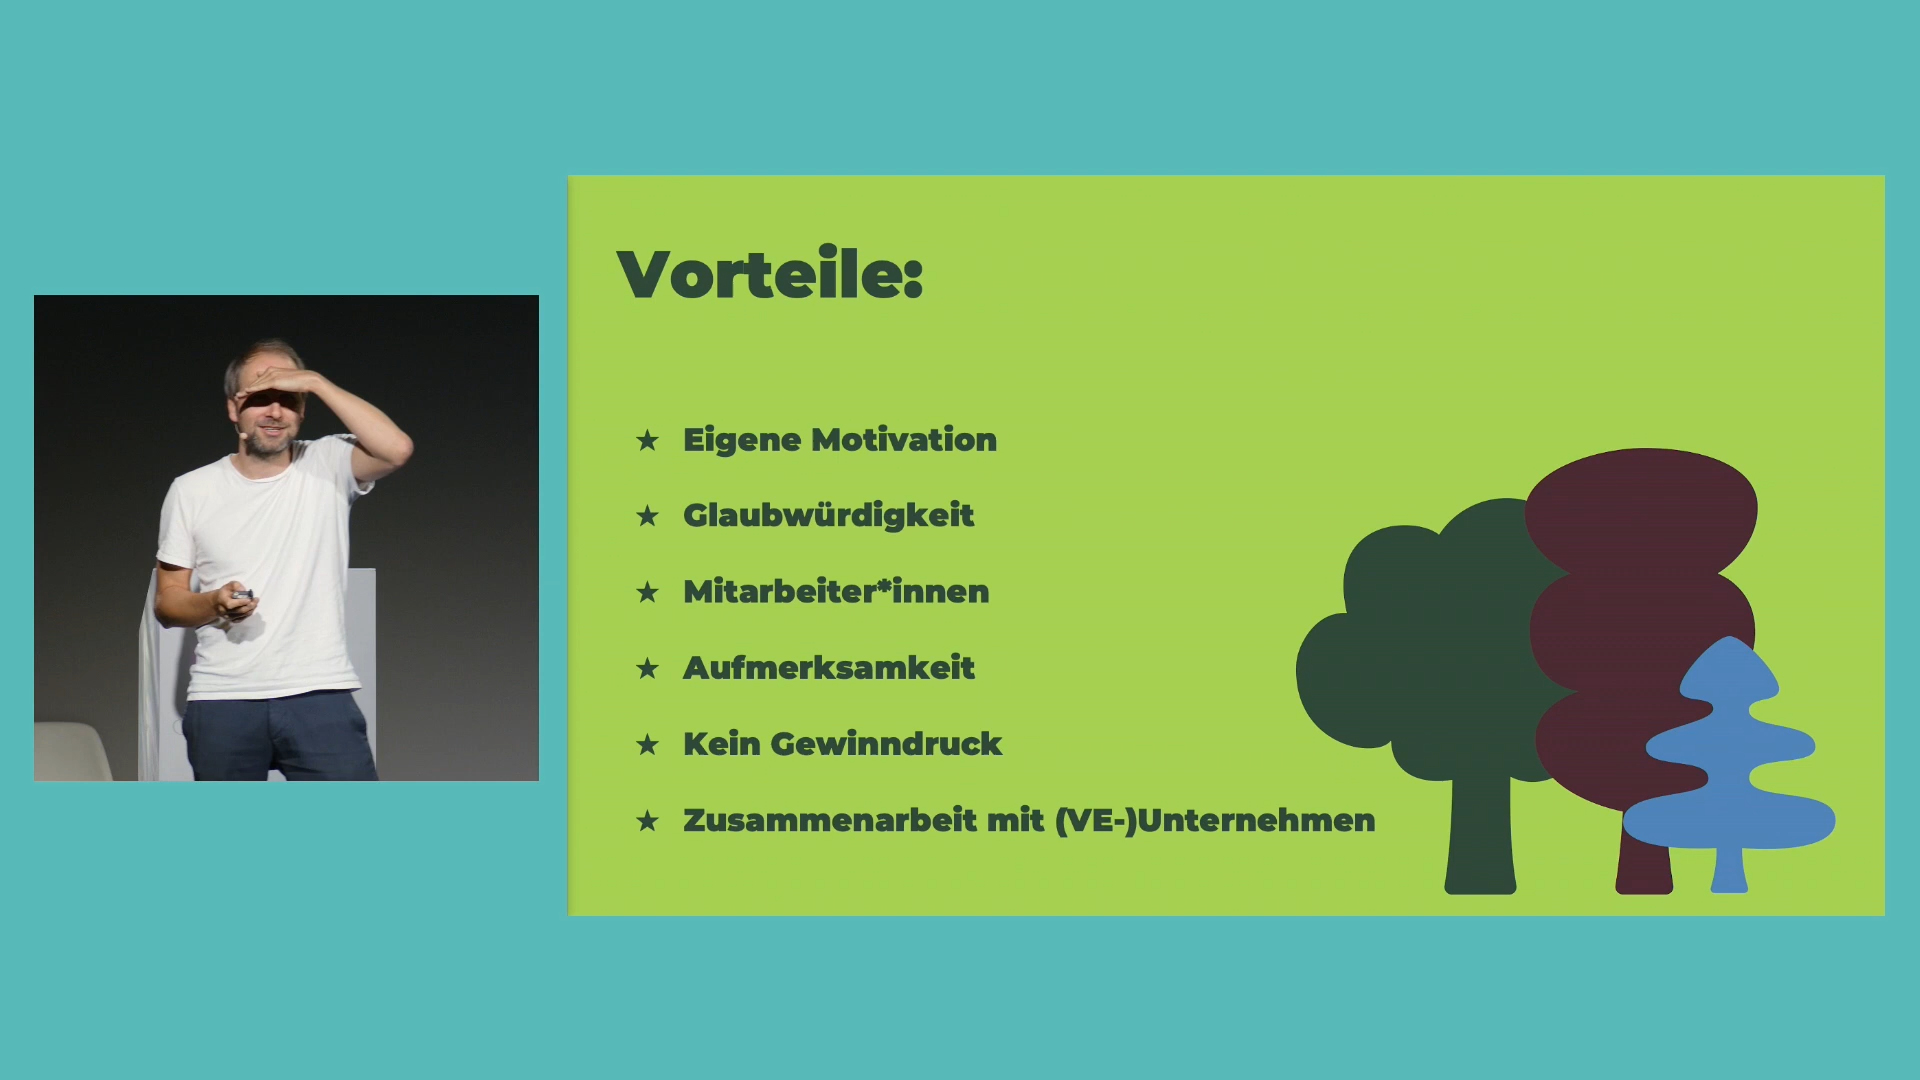 Vorteile:
★ Eigene Motivation
★ Glaubwürdigkeit
★ Mitarbeiter*innen
★ Aufmerksamkeit
★ Kein Gewinndruck
★ Zusammenarbeit mit (VE-)Unternehmen